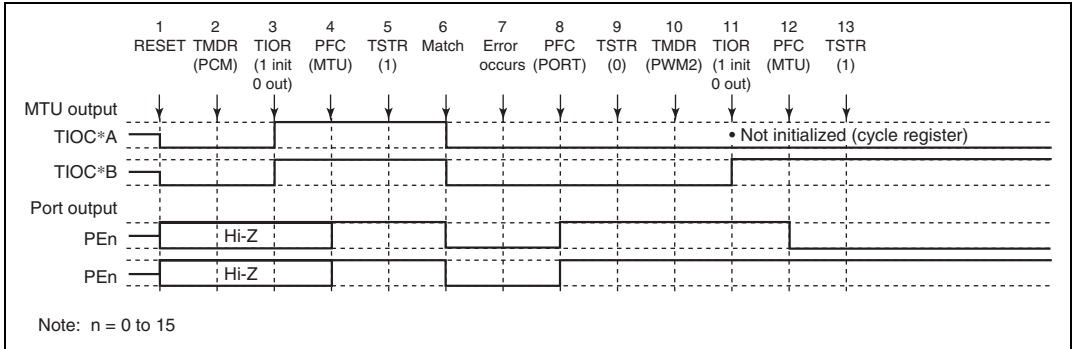 1 2 3 4 5 6 7 8 9 10 11 12 13
RESET TMDR TIOR PFC TSTR Match Error PFC TSTR TMDR TIOR PFC TSTR
(PCM) (1 init (MTU) (1) occurs (PORT) (0) (PWM2) (1 init (MTU) (1)
0 out) 0 out)
MTU output
TIOC*A • Not initialized (cycle register)
TIOC*B
Port output
PEn Hi-Z
PEn Hi-Z
Note: n = 0 to 15